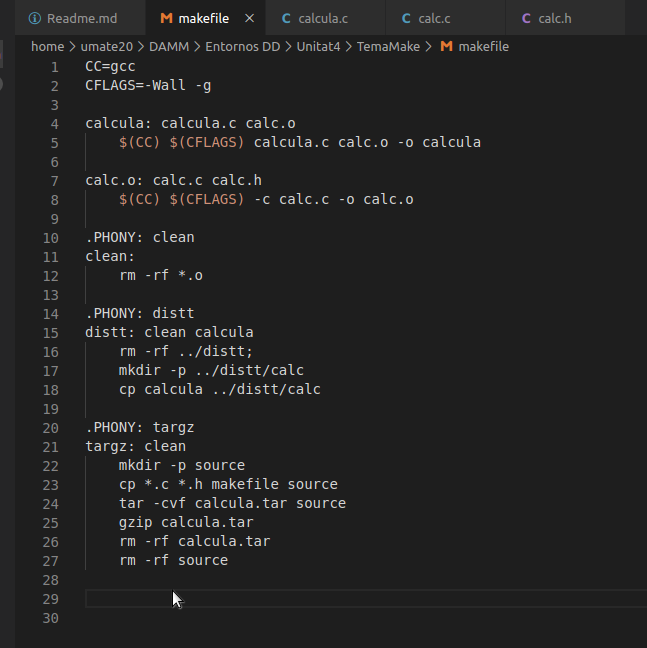 Readme.md
M makefile ×
C calcula.c
C calc.c
C calc.h
home > umate20 > DAMM > Entornos DD > Unitat4 > TemaMake > M makefile
1 CC=gcc
2 CFLAGS=-Wall -g
3
4 calcula: calcula.c calc.o
5 $(CC) $(CFLAGS) calcula.c calc.o -o calcula
6
7 calc.o: calc.c calc.h
8 $(CC) $(CFLAGS) -c calc.c -o calc.o
9
10 .PHONY: clean
11 clean:
12 rm -rf *.o
13
14 .PHONY: distt
15 distt: clean calcula
16 rm -rf ../distt;
17 mkdir -p ../distt/calc
18 cp calcula ../distt/calc
19
20 .PHONY: targz
21 targz: clean
22 mkdir -p source
23 cp *.c *.h makefile source
24 tar -cvf calcula.tar source
25 gzip calcula.tar
26 rm -rf calcula.tar
27 rm -rf source
28
29
30